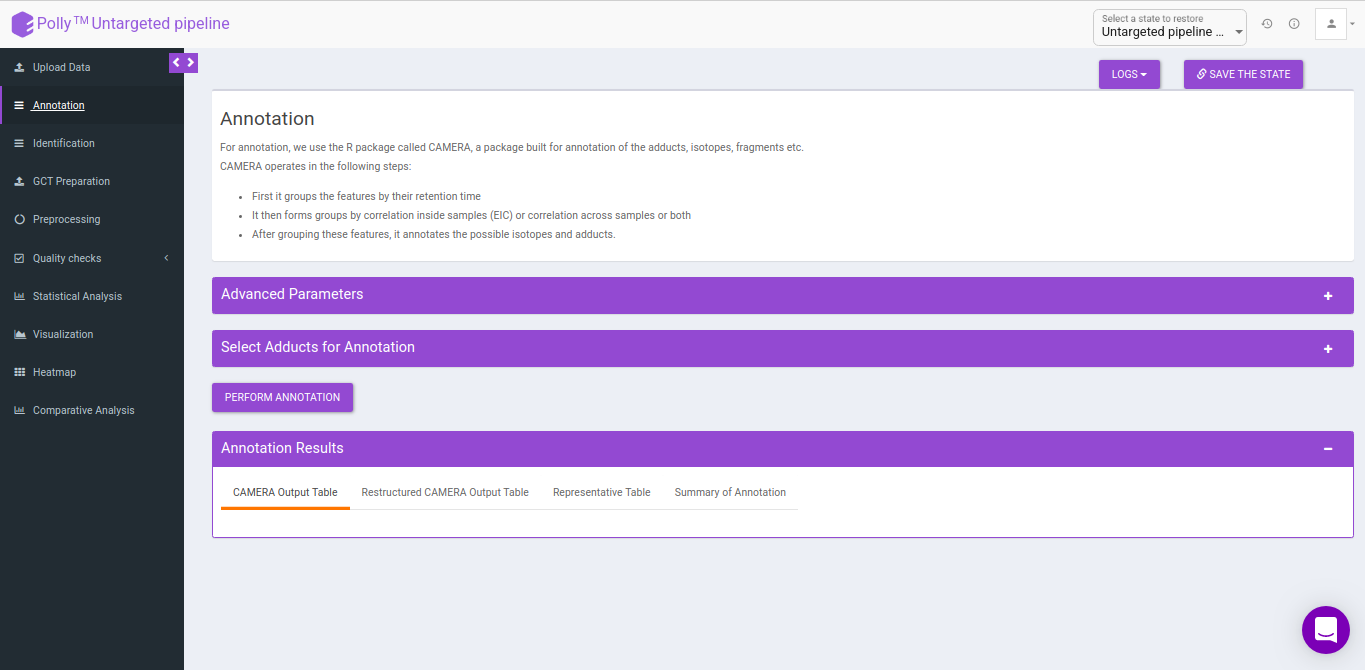 Polly™ Untargeted pipeline
Select a state to restore
Untargeted pipeline ...
Upload Data
Annotation
Identification
GCT Preparation
Preprocessing
Quality checks
Statistical Analysis
Visualization
Heatmap
Comparative Analysis
LOGS
SAVE THE STATE
Annotation
For annotation, we use the R package called CAMERA, a package built for annotation of the adducts, isotopes, fragments etc.
CAMERA operates in the following steps:
• First it groups the features by their retention time
• It then forms groups by correlation inside samples (EIC) or correlation across samples or both
• After grouping these features, it annotates the possible isotopes and adducts.
Advanced Parameters
Select Adducts for Annotation
PERFORM ANNOTATION
Annotation Results
CAMERA Output Table Restructured CAMERA Output Table Representative Table Summary of Annotation